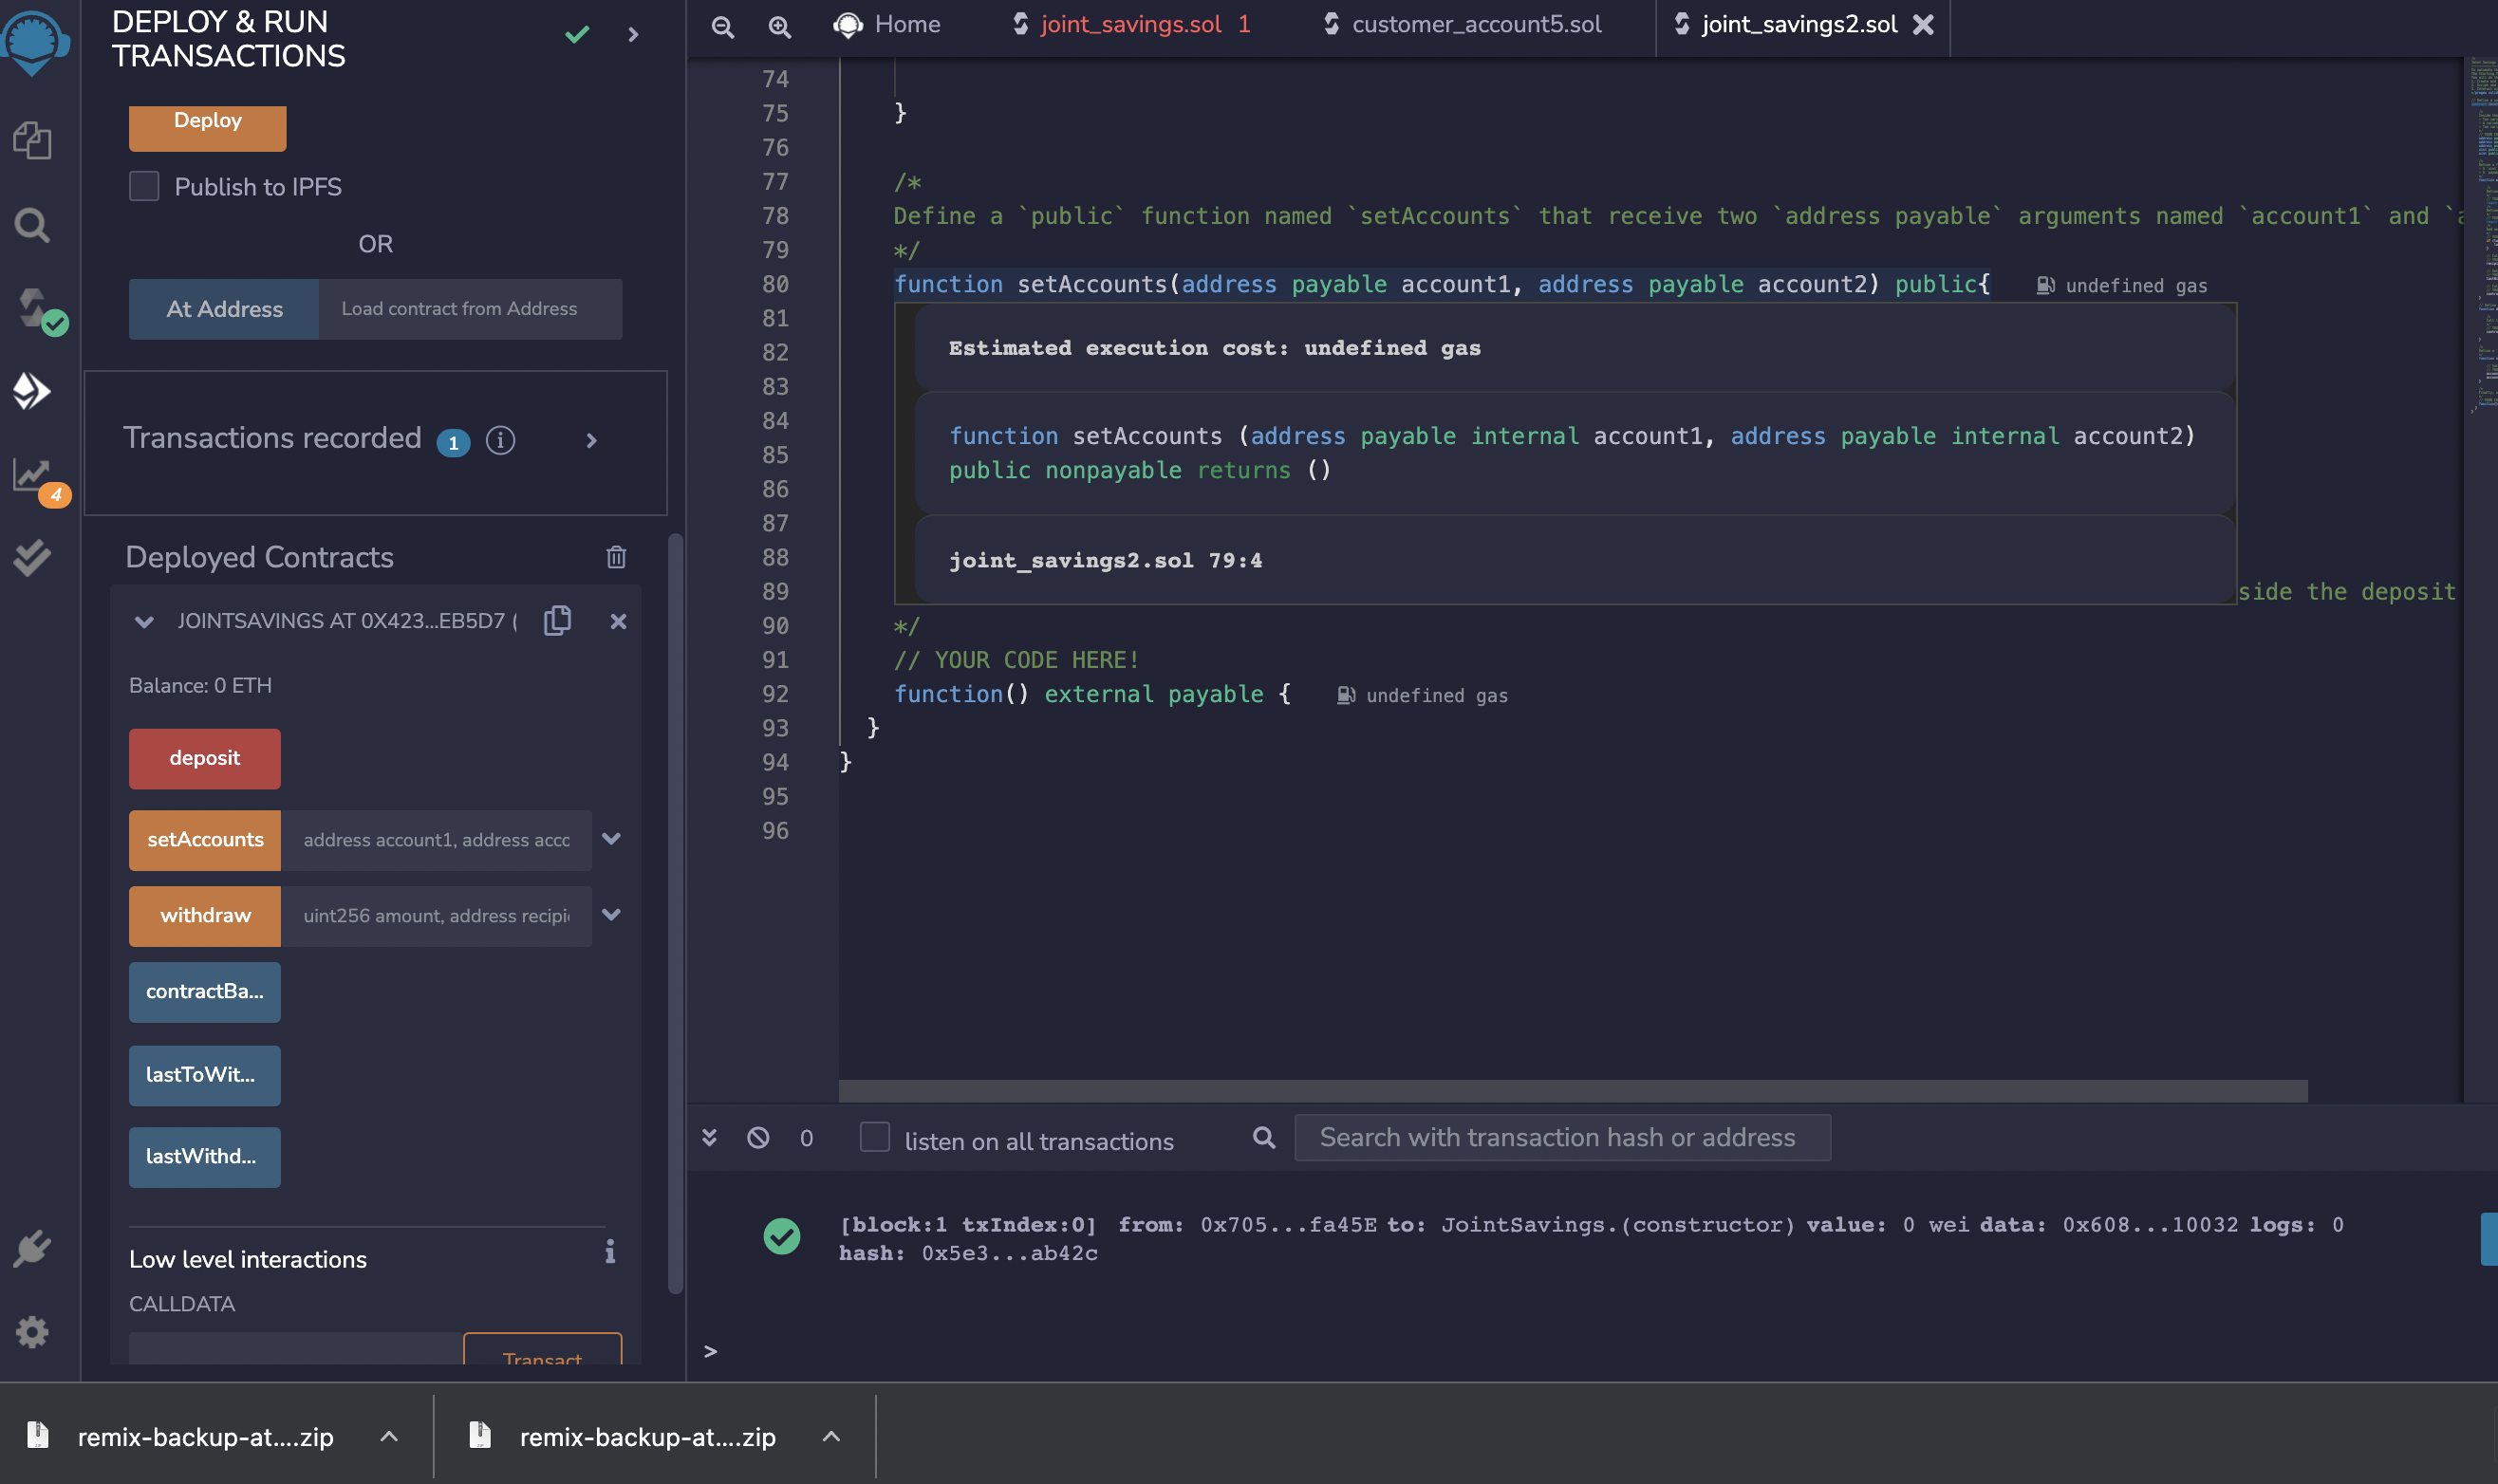 DEPLOY & RUN
TRANSACTIONS
Deploy
Publish to IPFS
OR
At Address
Load contract from Address
Transactions recorded 1 i
4
Deployed Contracts
JOINTSAVINGS AT 0X423...EB5D7 (
Balance: 0 ETH
deposit
setAccounts
address account1, address acco
withdraw
uint256 amount, address recipi
contractBa...
lastToWit...
lastWithd...
Low level interactions
i
CALLDATA
Transact
Home
joint_savings.sol 1
customer_account5.sol
joint_savings2.sol
74
75 }
76
77 /*
78 Define a `public` function named `setAccounts` that receive two `address payable` arguments named `account1` and `a
79 */
80 function setAccounts(address payable account1, address payable account2) public{ undefined gas
81
82
83
84
85
86
87
88
89
Estimated execution cost: undefined gas
function setAccounts (address payable internal account1, address payable internal account2)
public nonpayable returns ()
joint_savings2.sol 79:4
side the deposit
90 */
91 // YOUR CODE HERE!
92 function() external payable { undefined gas
93 }
94 }
95
96
0
listen on all transactions
Search with transaction hash or address
[block:1 txIndex:0] from: 0x705...fa45E to: JointSavings.(constructor) value: 0 wei data: 0x608...10032 logs: 0
hash: 0x5e3...ab42c
>
remix-backup-at....zip
remix-backup-at....zip